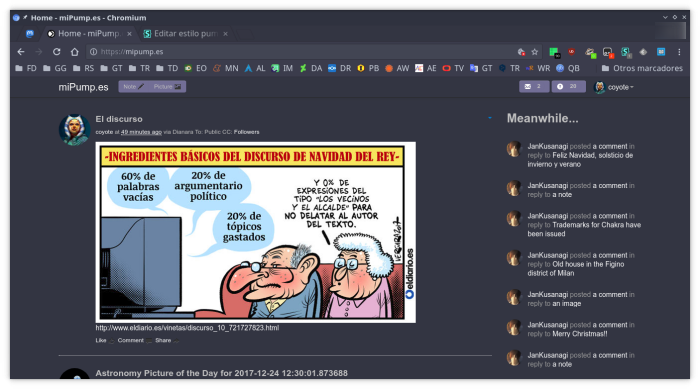 Home - miPump.es - Chromium
Home - miPump.
Editar estilo pun
https://mipump.es
FD GG RS GT TR TD EO MN AL IM DA DR PB AW AE TV GT TR WR QB Otros marcadores
miPump.es Note Picture 2 26 coyote
El discurso
coyote at 49 minutes ago via Dianara To: Public CC: Followers
-INGREDIENTES BÁSICOS DEL DISCURSO DE NAVIDAD DEL REY-
60% de
palabras
vacías
20% de
argumentario
político
20% de
tópicos
gastados
Y 0% DE
EXPRESIONES DEL
TIPO "LOS VECINOS
Y EL ALCALDE" PARA
NO DELATAR AL AUTOR
DEL TEXTO.
eldiario.es
http://www.eldiario.es/vinetas/discurso_10_721727823.html
Like ... Comment ... Share ...
Astronomy Picture of the Day for 2017-12-24 12:30:01.873688
Meanwhile...
JanKusanagi posted a comment in
reply to Feliz Navidad, solsticio de
invierno y verano
JanKusanagi posted a comment in
reply to a note
JanKusanagi posted a comment in
reply to Trademarks for Chakra have
been issued
JanKusanagi posted a comment in
reply to Old house in the Figino
district of Milan
JanKusanagi posted a comment in
reply to an image
JanKusanagi posted a comment in
reply to Merry Christmas!!
JanKusanagi posted a comment in
reply to a note